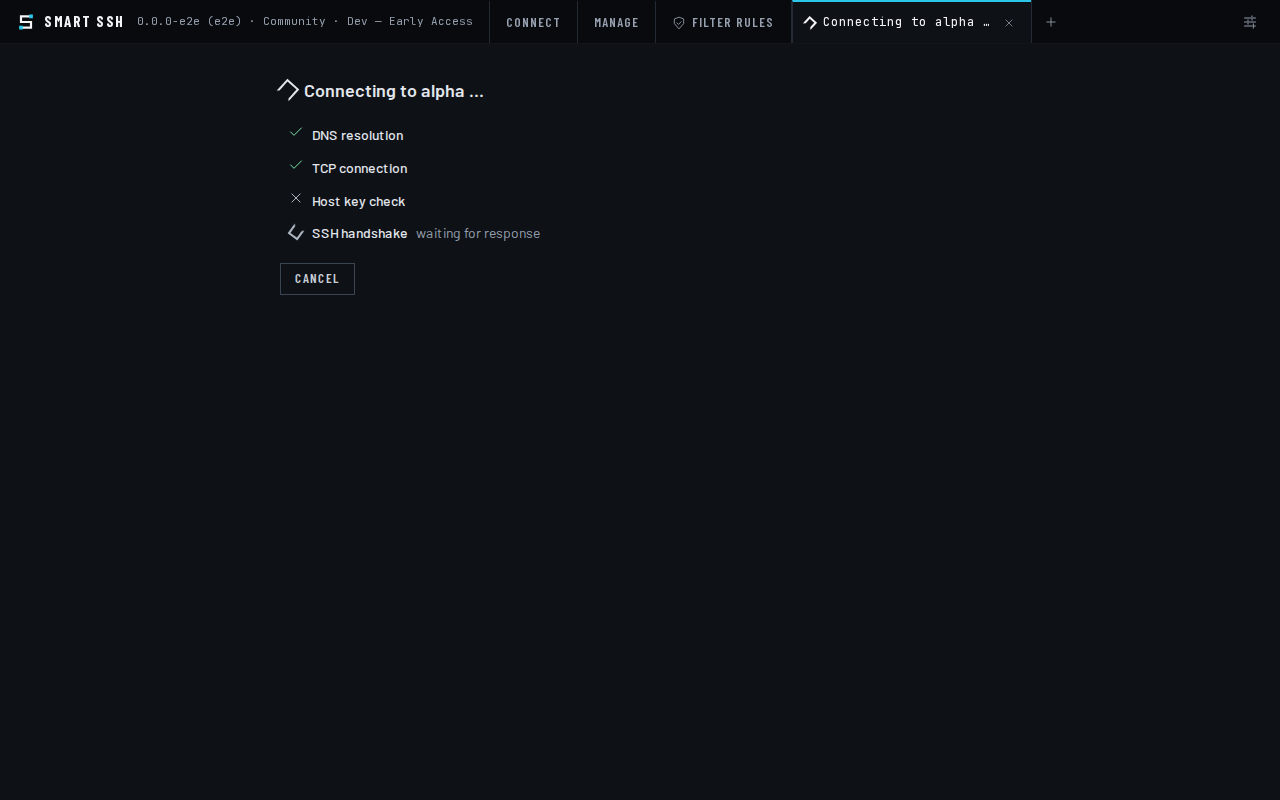 SMART SSH 0.0.0-e2e (e2e) · Community · Dev — Early Access CONNECT MANAGE FILTER RULES Connecting to alpha …
Connecting to alpha ...
DNS resolution
TCP connection
Host key check
SSH handshake waiting for response
CANCEL